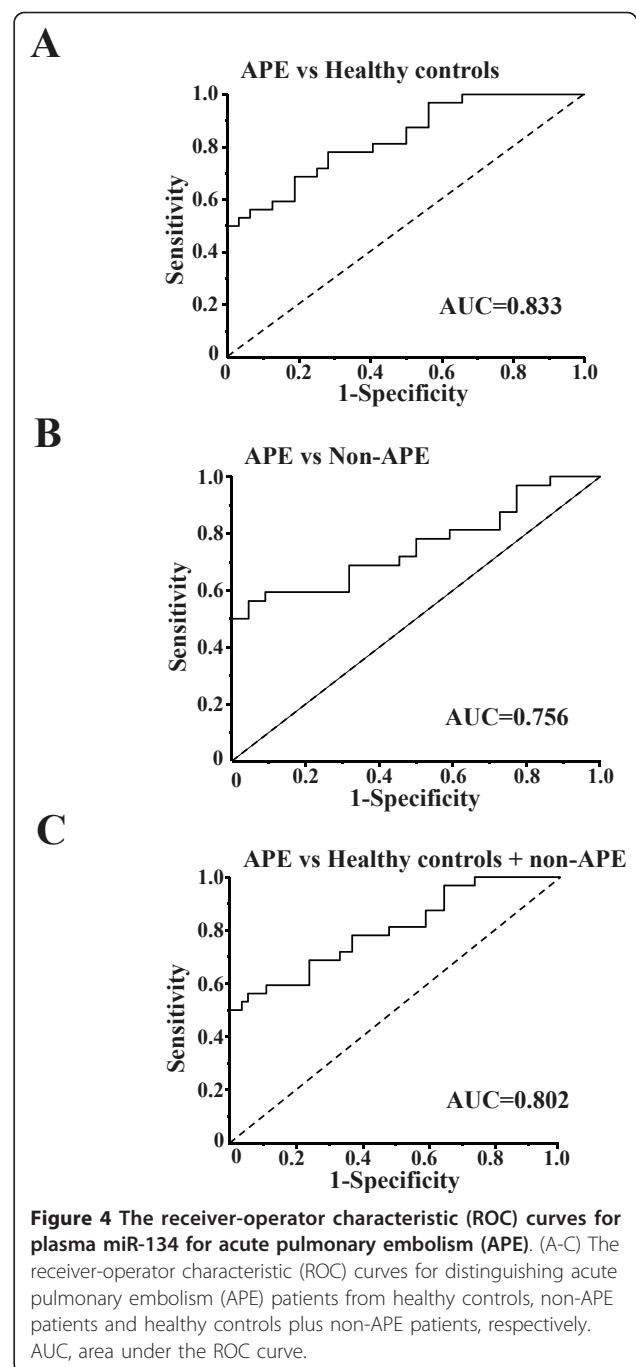 A
APE vs Healthy controls
1.0
0.8
0.6
0.4
0.2
0
Sensitivity
AUC=0.833
0 0.2 0.4 0.6 0.8 1.0
1-Specificity
B
APE vs Non-APE
1.0
0.8
0.6
0.4
0.2
0
Sensitivity
AUC=0.756
0 0.2 0.4 0.6 0.8 1.0
1-Specificity
C
APE vs Healthy controls + non-APE
1.0
0.8
0.6
0.4
0.2
0
Sensitivity
AUC=0.802
0 0.2 0.4 0.6 0.8 1.0
1-Specificity
Figure 4 The receiver-operator characteristic (ROC) curves for
plasma miR-134 for acute pulmonary embolism (APE). (A-C) The
receiver-operator characteristic (ROC) curves for distinguishing acute
pulmonary embolism (APE) patients from healthy controls, non-APE
patients and healthy controls plus non-APE patients, respectively.
AUC, area under the ROC curve.